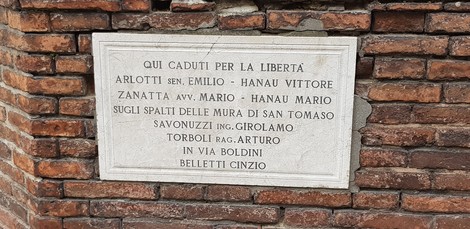 QUI CADUTI PER LA LIBERTÀ
ARLOTTI SEN. EMILIO - HANAU VITTORE
ZANATTA AVV. MARIO - HANAU MARIO
SUGLI SPALTI DELLE MURA DI SAN TOMASO
SAVONUZZI ING. GIROLAMO
TORBOLI RAG. ARTURO
IN VIA BOLDINI
BELLETTI CINZIO